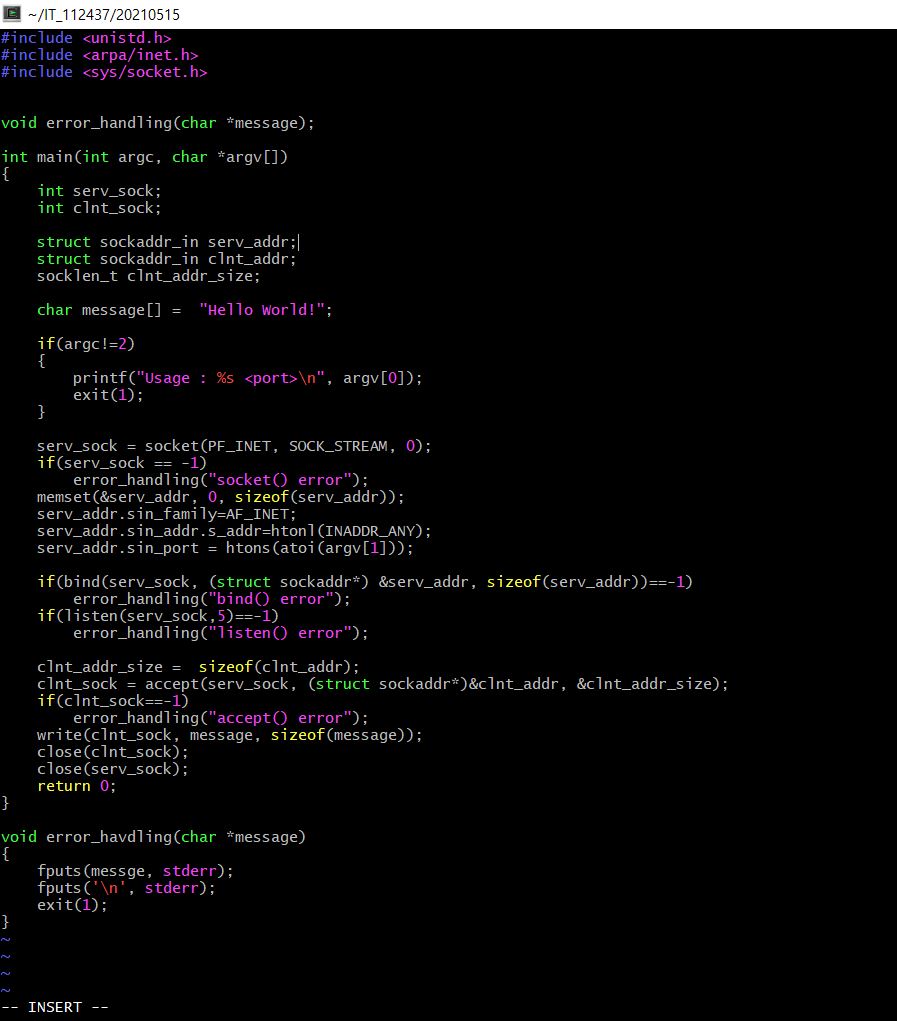 ~/IT_112437/20210515
#include <unistd.h>
#include <arpa/inet.h>
#include <sys/socket.h>
void error_handling(char *message);
int main(int argc, char *argv[])
{
    int serv_sock;
    int clnt_sock;
    struct sockaddr_in serv_addr;
    struct sockaddr_in clnt_addr;
    socklen_t clnt_addr_size;
    char message[] =  "Hello World!";
    if(argc!=2)
    {
        printf("Usage : %s <port>\n", argv[0]);
        exit(1);
    }
    serv_sock = socket(PF_INET, SOCK_STREAM, 0);
    if(serv_sock == -1)
        error_handling("socket() error");
    memset(&serv_addr, 0, sizeof(serv_addr));
    serv_addr.sin_family=AF_INET;
    serv_addr.sin_addr.s_addr=htonl(INADDR_ANY);
    serv_addr.sin_port = htons(atoi(argv[1]));
    if(bind(serv_sock, (struct sockaddr*) &serv_addr, sizeof(serv_addr))==-1)
        error_handling("bind() error");
    if(listen(serv_sock,5)==-1)
        error_handling("listen() error");
    clnt_addr_size =  sizeof(clnt_addr);
    clnt_sock = accept(serv_sock, (struct sockaddr*)&clnt_addr, &clnt_addr_size);
    if(clnt_sock==-1)
        error_handling("accept() error");
    write(clnt_sock, message, sizeof(message));
    close(clnt_sock);
    close(serv_sock);
    return 0;
}
void error_havdling(char *message)
{
    fputs(messge, stderr);
    fputs('\n', stderr);
    exit(1);
}
~
~
~
~
-- INSERT --